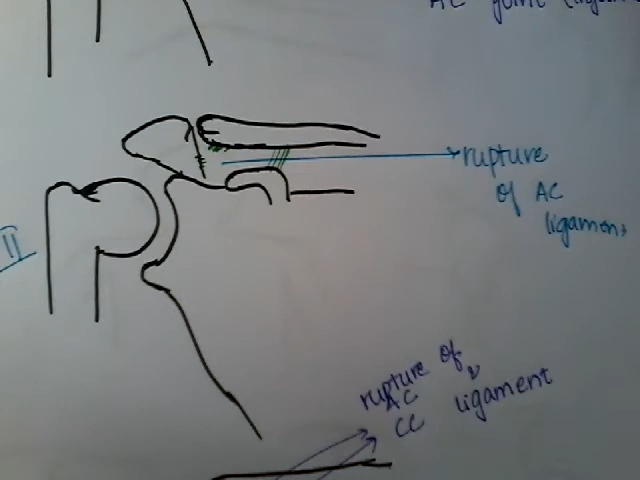 AC joint
rupture
of AC
ligament
II
rupture of
AC
CC ligament